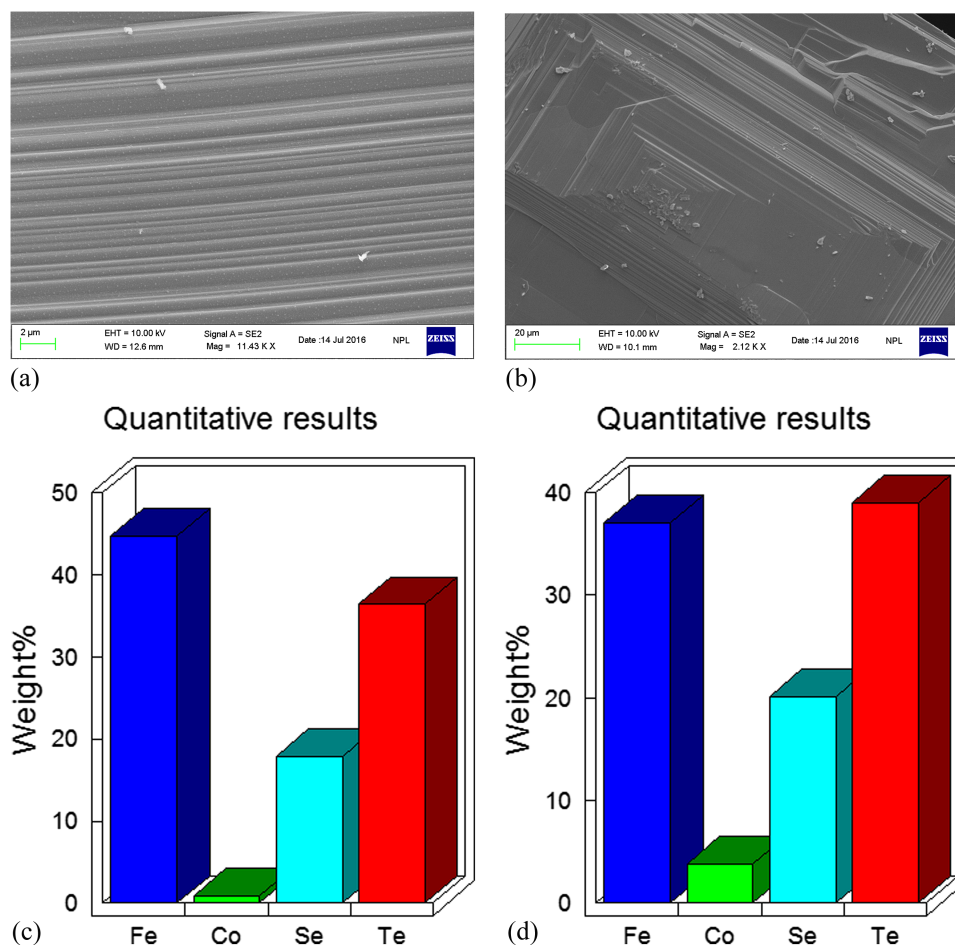 2 µm
EHT = 10.00 kV
Signal A = SE2
Date :14 Jul 2016
NPL
ZEISS
WD = 12.6 mm
Mag = 11.43 K X
20 µm
EHT = 10.00 kV
Signal A = SE2
Date :14 Jul 2016
NPL
ZEISS
WD = 10.1 mm
Mag = 2.12 K X
(a)
(b)
Quantitative results
Weight%
50
40
30
20
10
0
Fe Co Se Te
(c)
Quantitative results
Weight%
40
30
20
10
0
Fe Co Se Te
(d)